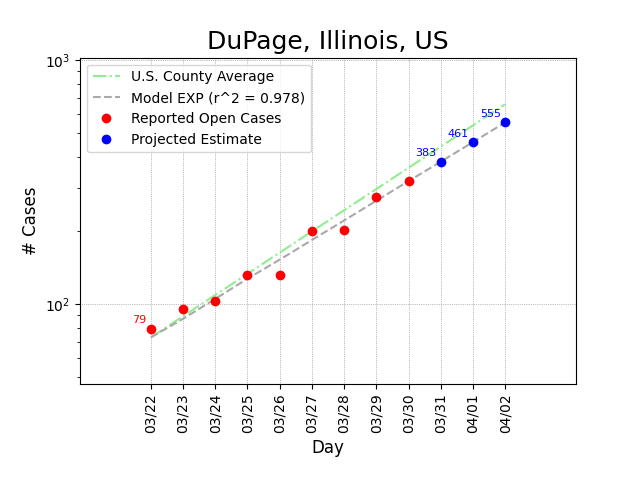 DuPage, Illinois, US
10^3
U.S. County Average
Model EXP (r^2 = 0.978)
Reported Open Cases
Projected Estimate
555
461
383
# Cases
10^2
79
03/22
03/23
03/24
03/25
03/26
03/27
03/28
03/29
03/30
03/31
04/01
04/02
Day